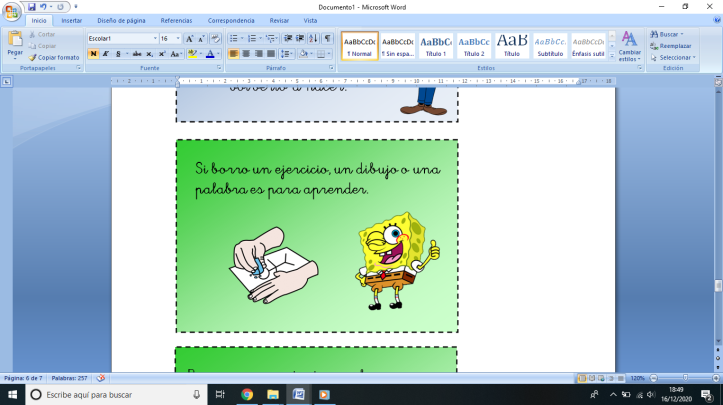 Documento1 - Microsoft Word
Inicio Insertar Diseño de página Referencias Correspondencia Revisar Vista
Pegar
Cortar
Copiar
Copiar formato
Portapapeles
Escolar1 16
Fuente
Párrafo
AaBbCcDc AaBbCcDc AaBbC AaBbCc AaB AaBbCc. AaBbCcDc
¶ Normal ¶ Sin espa... Título 1 Título 2 Título Subtítulo Énfasis sutil
Estilos
Cambiar estilos
Buscar
Reemplazar
Seleccionar
Edición
volverlo a hacer.
Si borro un ejercicio, un dibujo o una
palabra es para aprender.
Página: 6 de 7 Palabras: 257
120%
Escribe aquí para buscar
18:49
16/12/2020